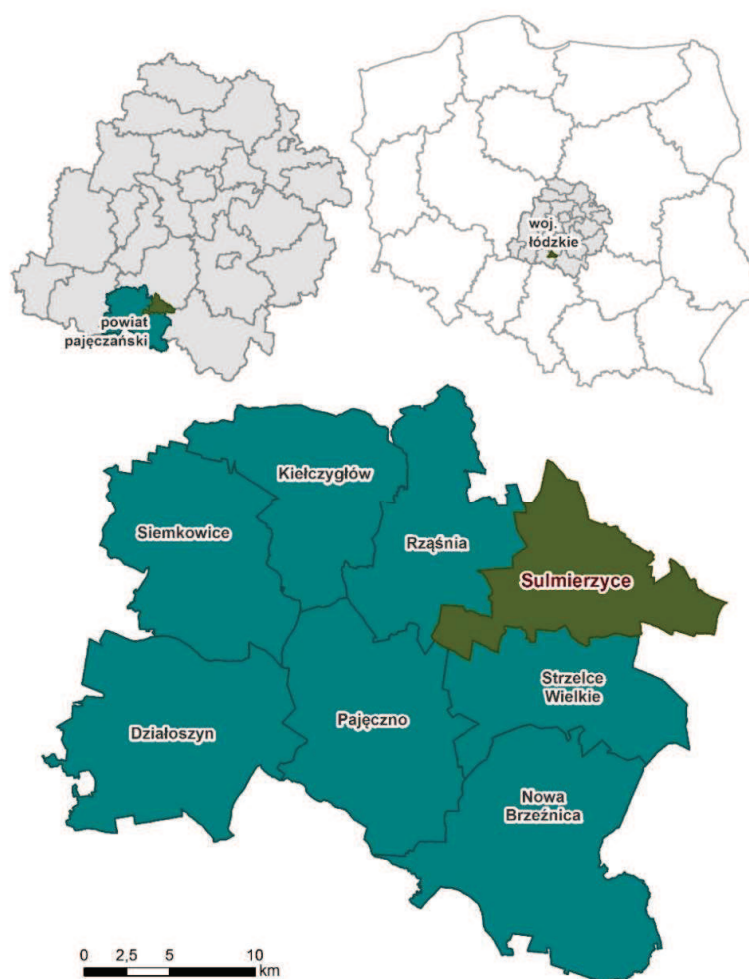 woj.
łódzkie
powiat
pajęczański
Kiełczygłów
Siemkowice
Rząśnia
Sulmierzyce
Strzelce
Wielkie
Pajęczno
Działoszyn
Nowa
Brzeźnica
0 2,5 5 10
km